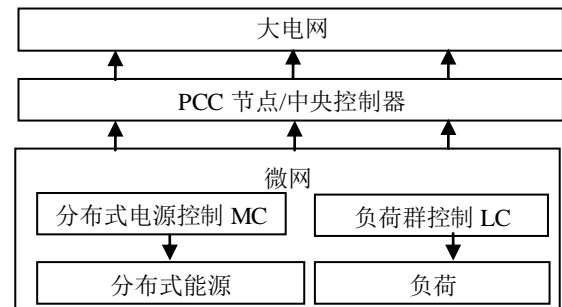 大电网
PCC 节点/中央控制器
微网
分布式电源控制 MC
负荷群控制 LC
分布式能源
负荷